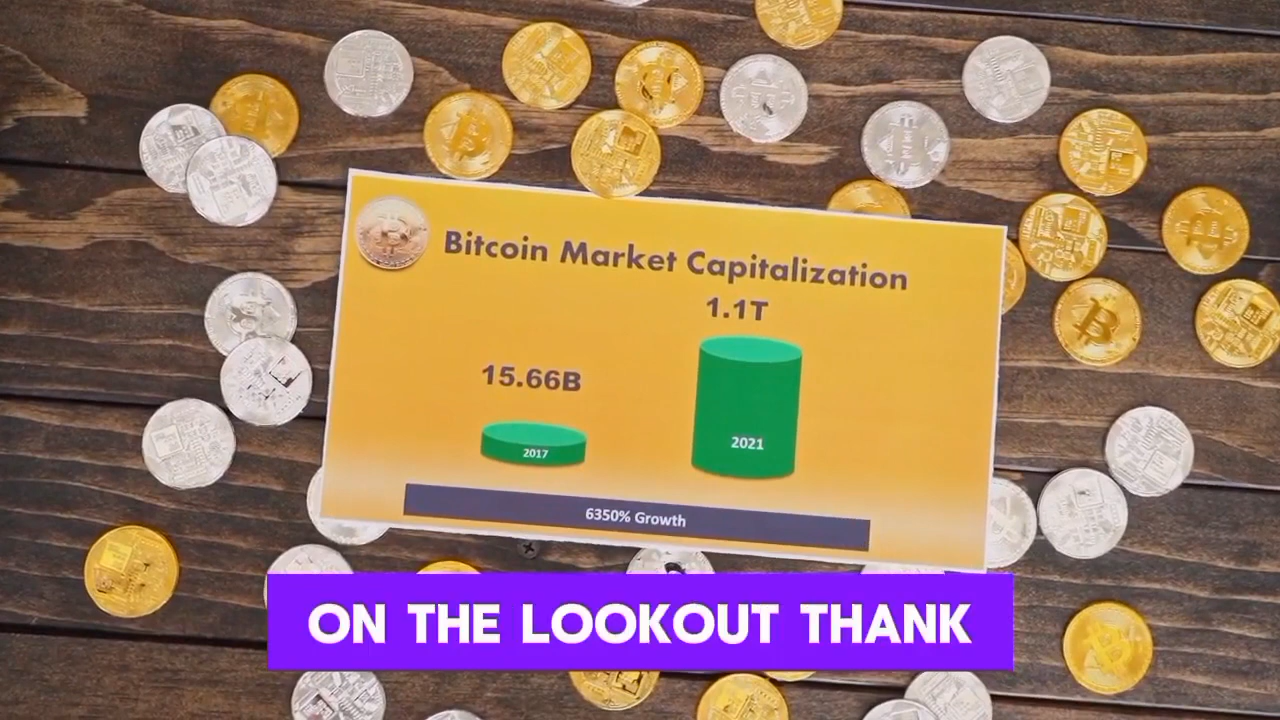 Bitcoin Market Capitalization
1.1T
15.66B
2021
2017
6350% Growth
ON THE LOOKOUT THANK